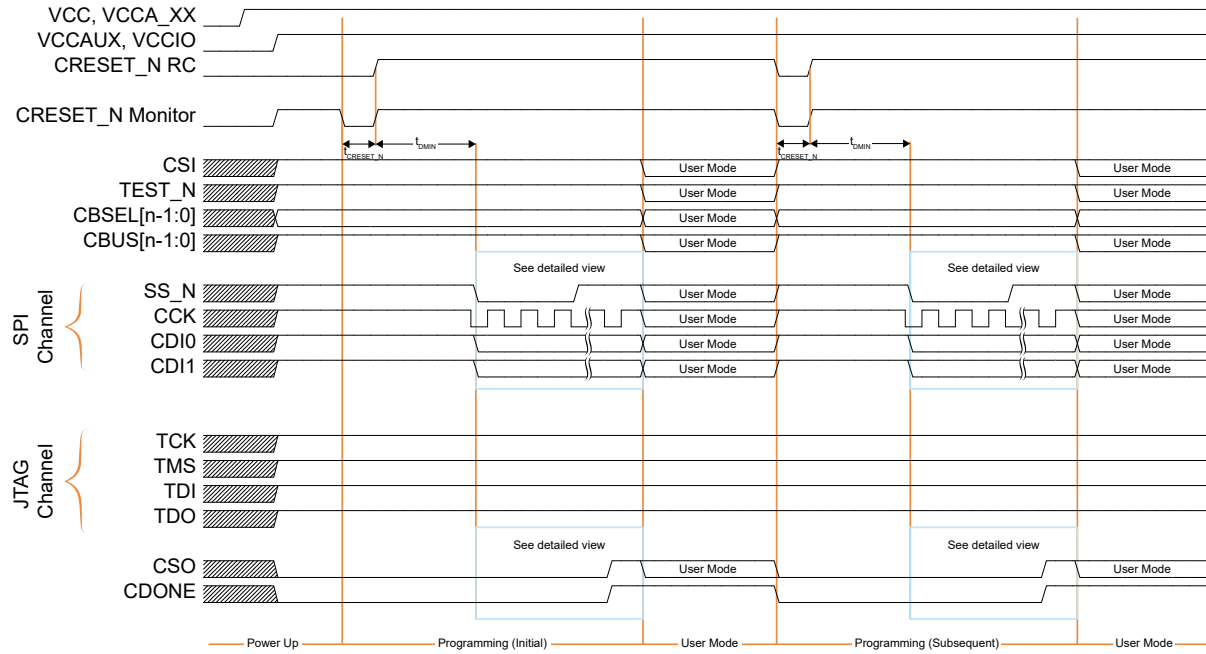 VCC, VCCA_XX
VCCAUX, VCCIO
CRESET_N RC
CRESET_N Monitor
tCRESET_N
tDMIN
tCRESET_N
tDMIN
CSI
User Mode
User Mode
TEST_N
User Mode
User Mode
CBSEL[n-1:0]
User Mode
User Mode
CBUS[n-1:0]
User Mode
User Mode
See detailed view
See detailed view
SPI
Channel
SS_N
User Mode
User Mode
CCK
User Mode
User Mode
CDI0
User Mode
User Mode
CDI1
User Mode
User Mode
JTAG
Channel
TCK
TMS
TDI
TDO
See detailed view
See detailed view
CSO
User Mode
User Mode
CDONE
Power Up
Programming (Initial)
User Mode
Programming (Subsequent)
User Mode